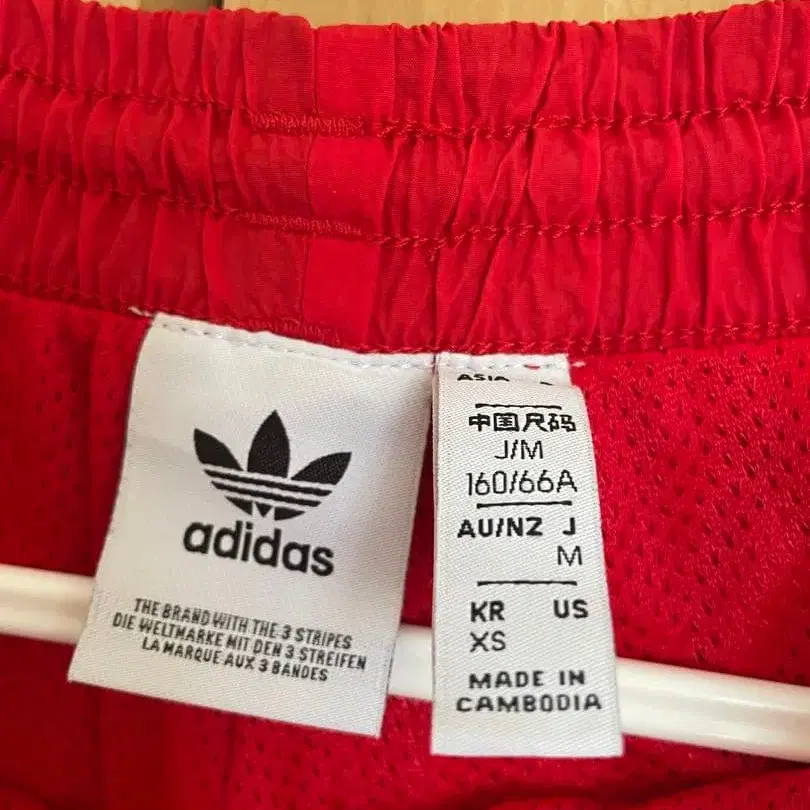 adidas
THE BRAND WITH THE 3 STRIPES
DIE WELTMARKE MIT DEN 3 STREIFEN
LA MARQUE AUX 3 BANDES
ASIA
中国尺码
J/M
160/66A
AU/NZ J
M
KR US
XS
MADE IN
CAMBODIA